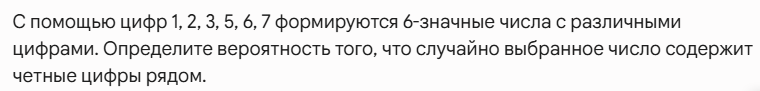 С помощью цифр 1, 2, 3, 5, 6, 7 формируются 6-значные числа с различными
цифрами. Определите вероятность того, что случайно выбранное число содержит
четные цифры рядом.